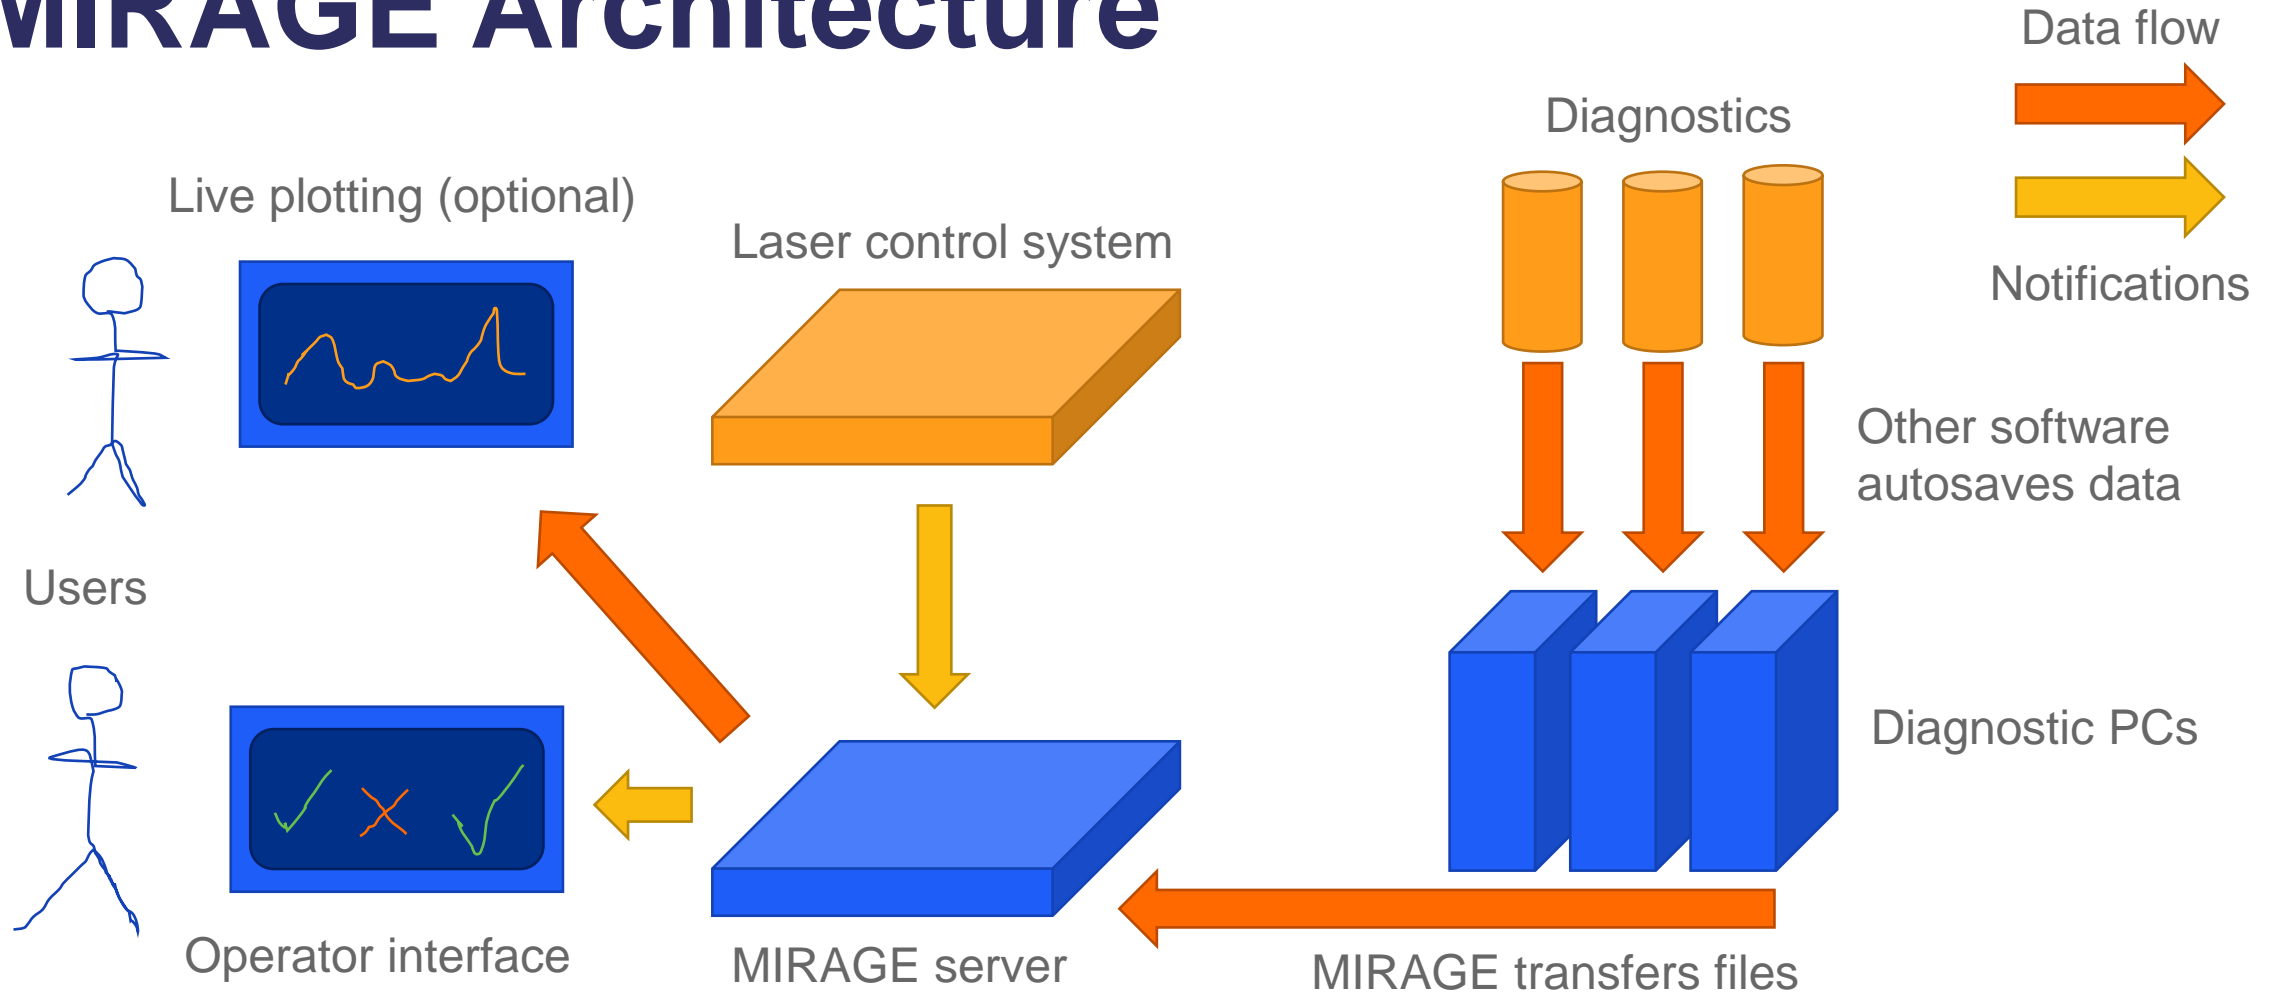 MIRAGE Architecture
Data flow
Notifications
Diagnostics
Live plotting (optional)
Laser control system
Other software
autosaves data
Users
Diagnostic PCs
Operator interface
MIRAGE server
MIRAGE transfers files